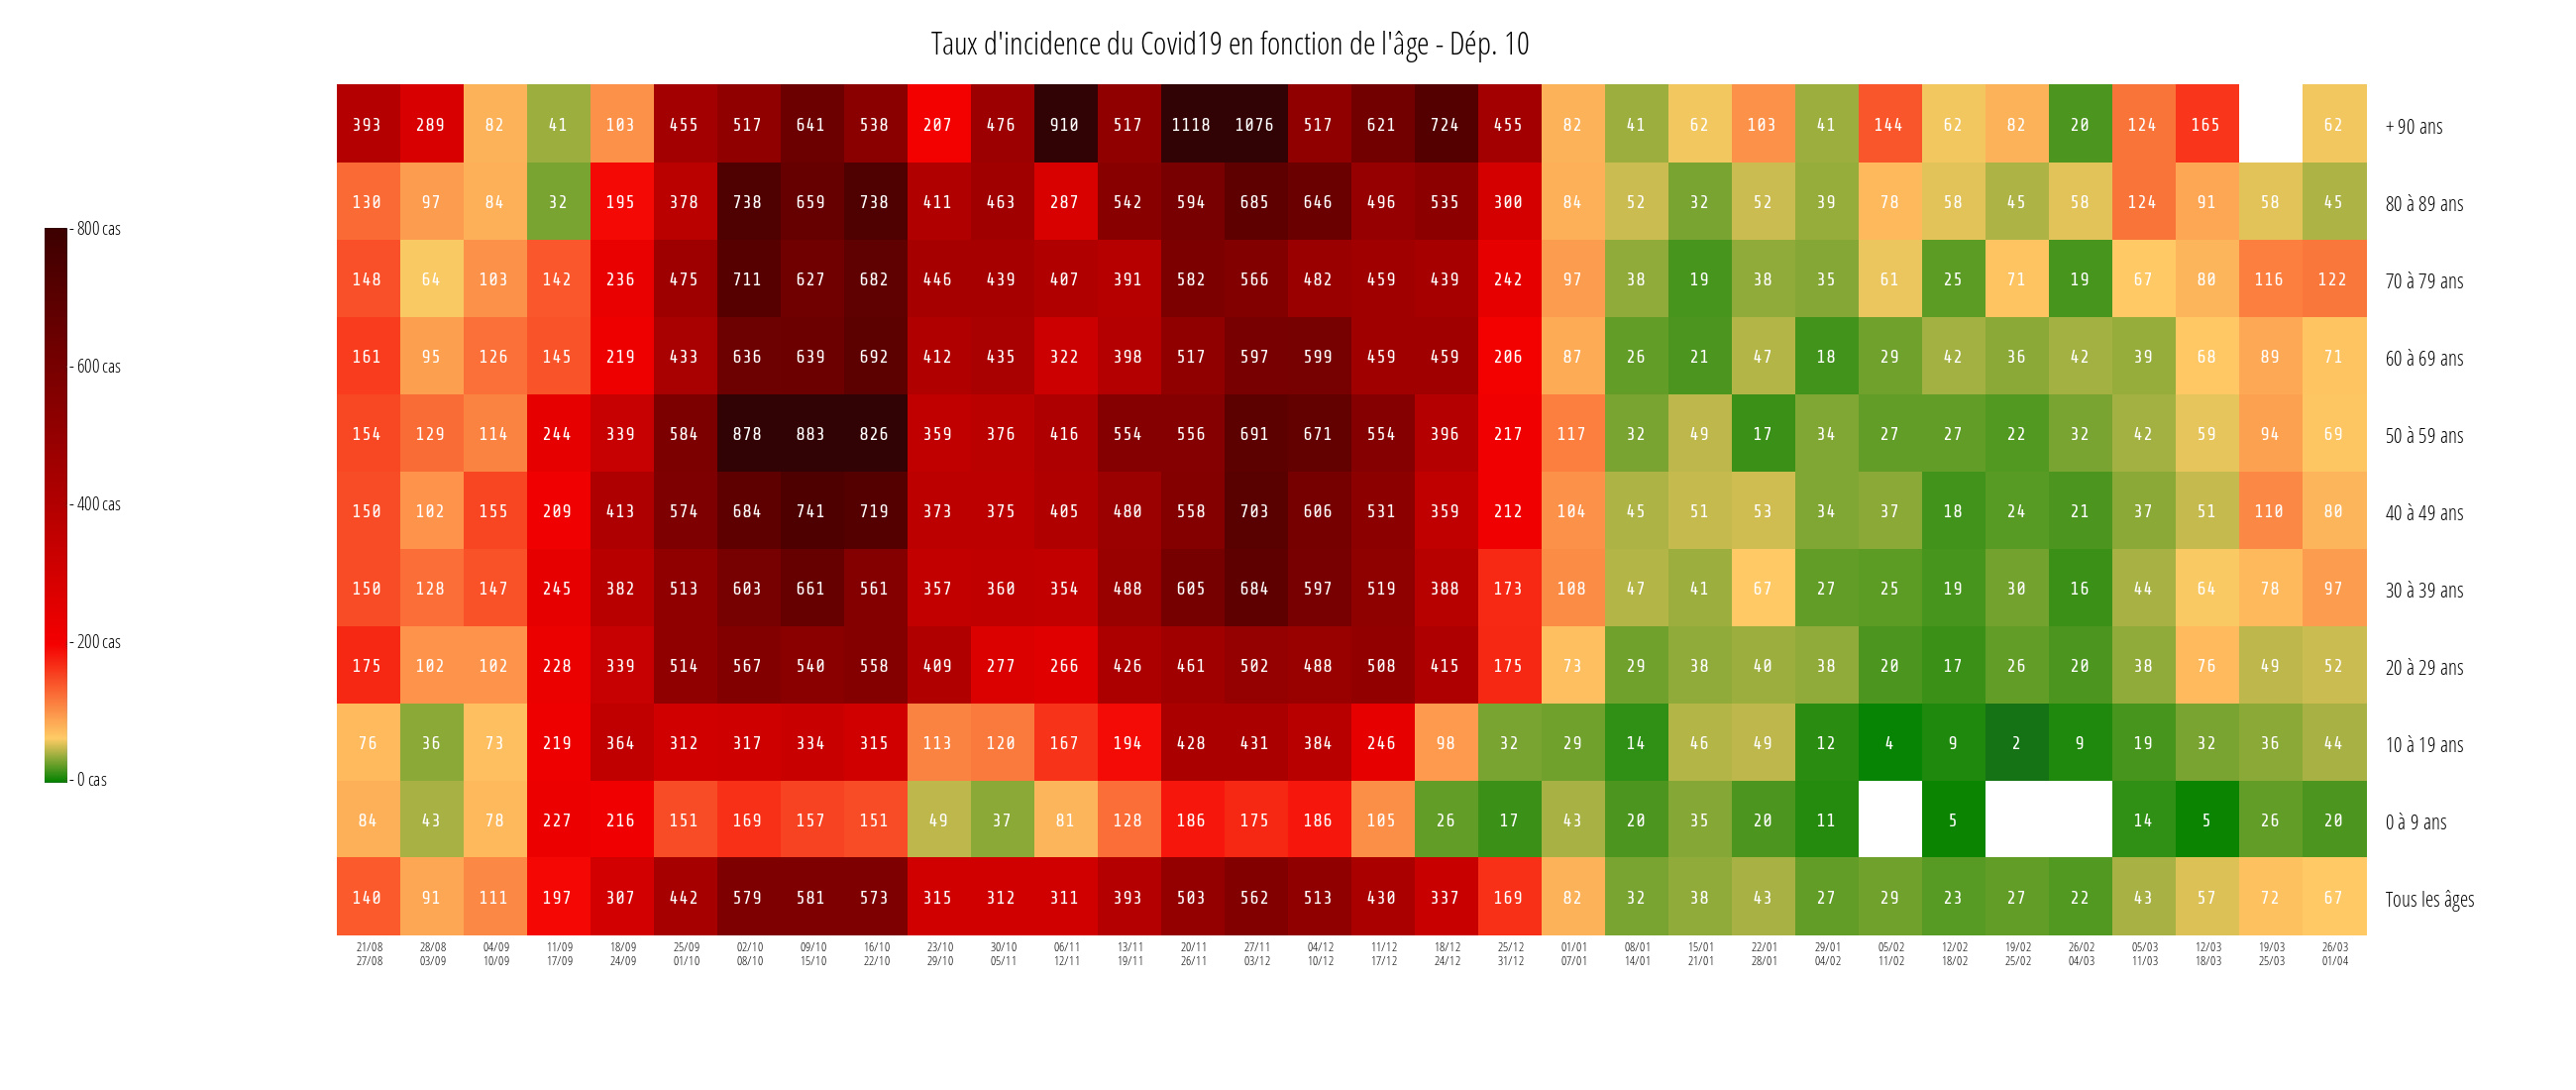 Taux d'incidence du Covid19 en fonction de l'âge - Dép. 10
393 289 82 41 103 455 517 641 538 207 476 910 517 1118 1076 517 621 724 455 82 41 62 103 41 144 62 82 20 124 165 62 + 90 ans
130 97 84 32 195 378 738 659 738 411 463 287 542 594 685 646 496 535 300 84 52 32 52 39 78 58 45 58 124 91 58 45 80 à 89 ans
148 64 103 142 236 475 711 627 682 446 439 407 391 582 566 482 459 439 242 97 38 19 38 35 61 25 71 19 67 80 116 122 70 à 79 ans
161 95 126 145 219 433 636 639 692 412 435 322 398 517 597 599 459 459 206 87 26 21 47 18 29 42 36 42 39 68 89 71 60 à 69 ans
154 129 114 244 339 584 878 883 826 359 376 416 554 556 691 671 554 396 217 117 32 49 17 34 27 27 22 32 42 59 94 69 50 à 59 ans
150 102 155 209 413 574 684 741 719 373 375 405 480 558 703 606 531 359 212 104 45 51 53 34 37 18 24 21 37 51 110 80 40 à 49 ans
150 128 147 245 382 513 603 661 561 357 360 354 488 605 684 597 519 388 173 108 47 41 67 27 25 19 30 16 44 64 78 97 30 à 39 ans
175 102 102 228 339 514 567 540 558 409 277 266 426 461 502 488 508 415 175 73 29 38 40 38 20 17 26 20 38 76 49 52 20 à 29 ans
76 36 73 219 364 312 317 334 315 113 120 167 194 428 431 384 246 98 32 29 14 46 49 12 4 9 2 9 19 32 36 44 10 à 19 ans
84 43 78 227 216 151 169 157 151 49 37 81 128 186 175 186 105 26 17 43 20 35 20 11 5 14 5 26 20 0 à 9 ans
140 91 111 197 307 442 579 581 573 315 312 311 393 503 562 513 430 337 169 82 32 38 43 27 29 23 27 22 43 57 72 67 Tous les âges
21/08 28/08 04/09 11/09 18/09 25/09 02/10 09/10 16/10 23/10 30/10 06/11 13/11 20/11 27/11 04/12 11/12 18/12 25/12 01/01 08/01 15/01 22/01 29/01 05/02 12/02 19/02 26/02 05/03 12/03 19/03 26/03
27/08 03/09 10/09 17/09 24/09 01/10 08/10 15/10 22/10 29/10 05/11 12/11 19/11 26/11 03/12 10/12 17/12 24/12 31/12 07/01 14/01 21/01 28/01 04/02 11/02 18/02 25/02 04/03 11/03 18/03 25/03 01/04
- 800 cas
- 600 cas
- 400 cas
- 200 cas
- 0 cas